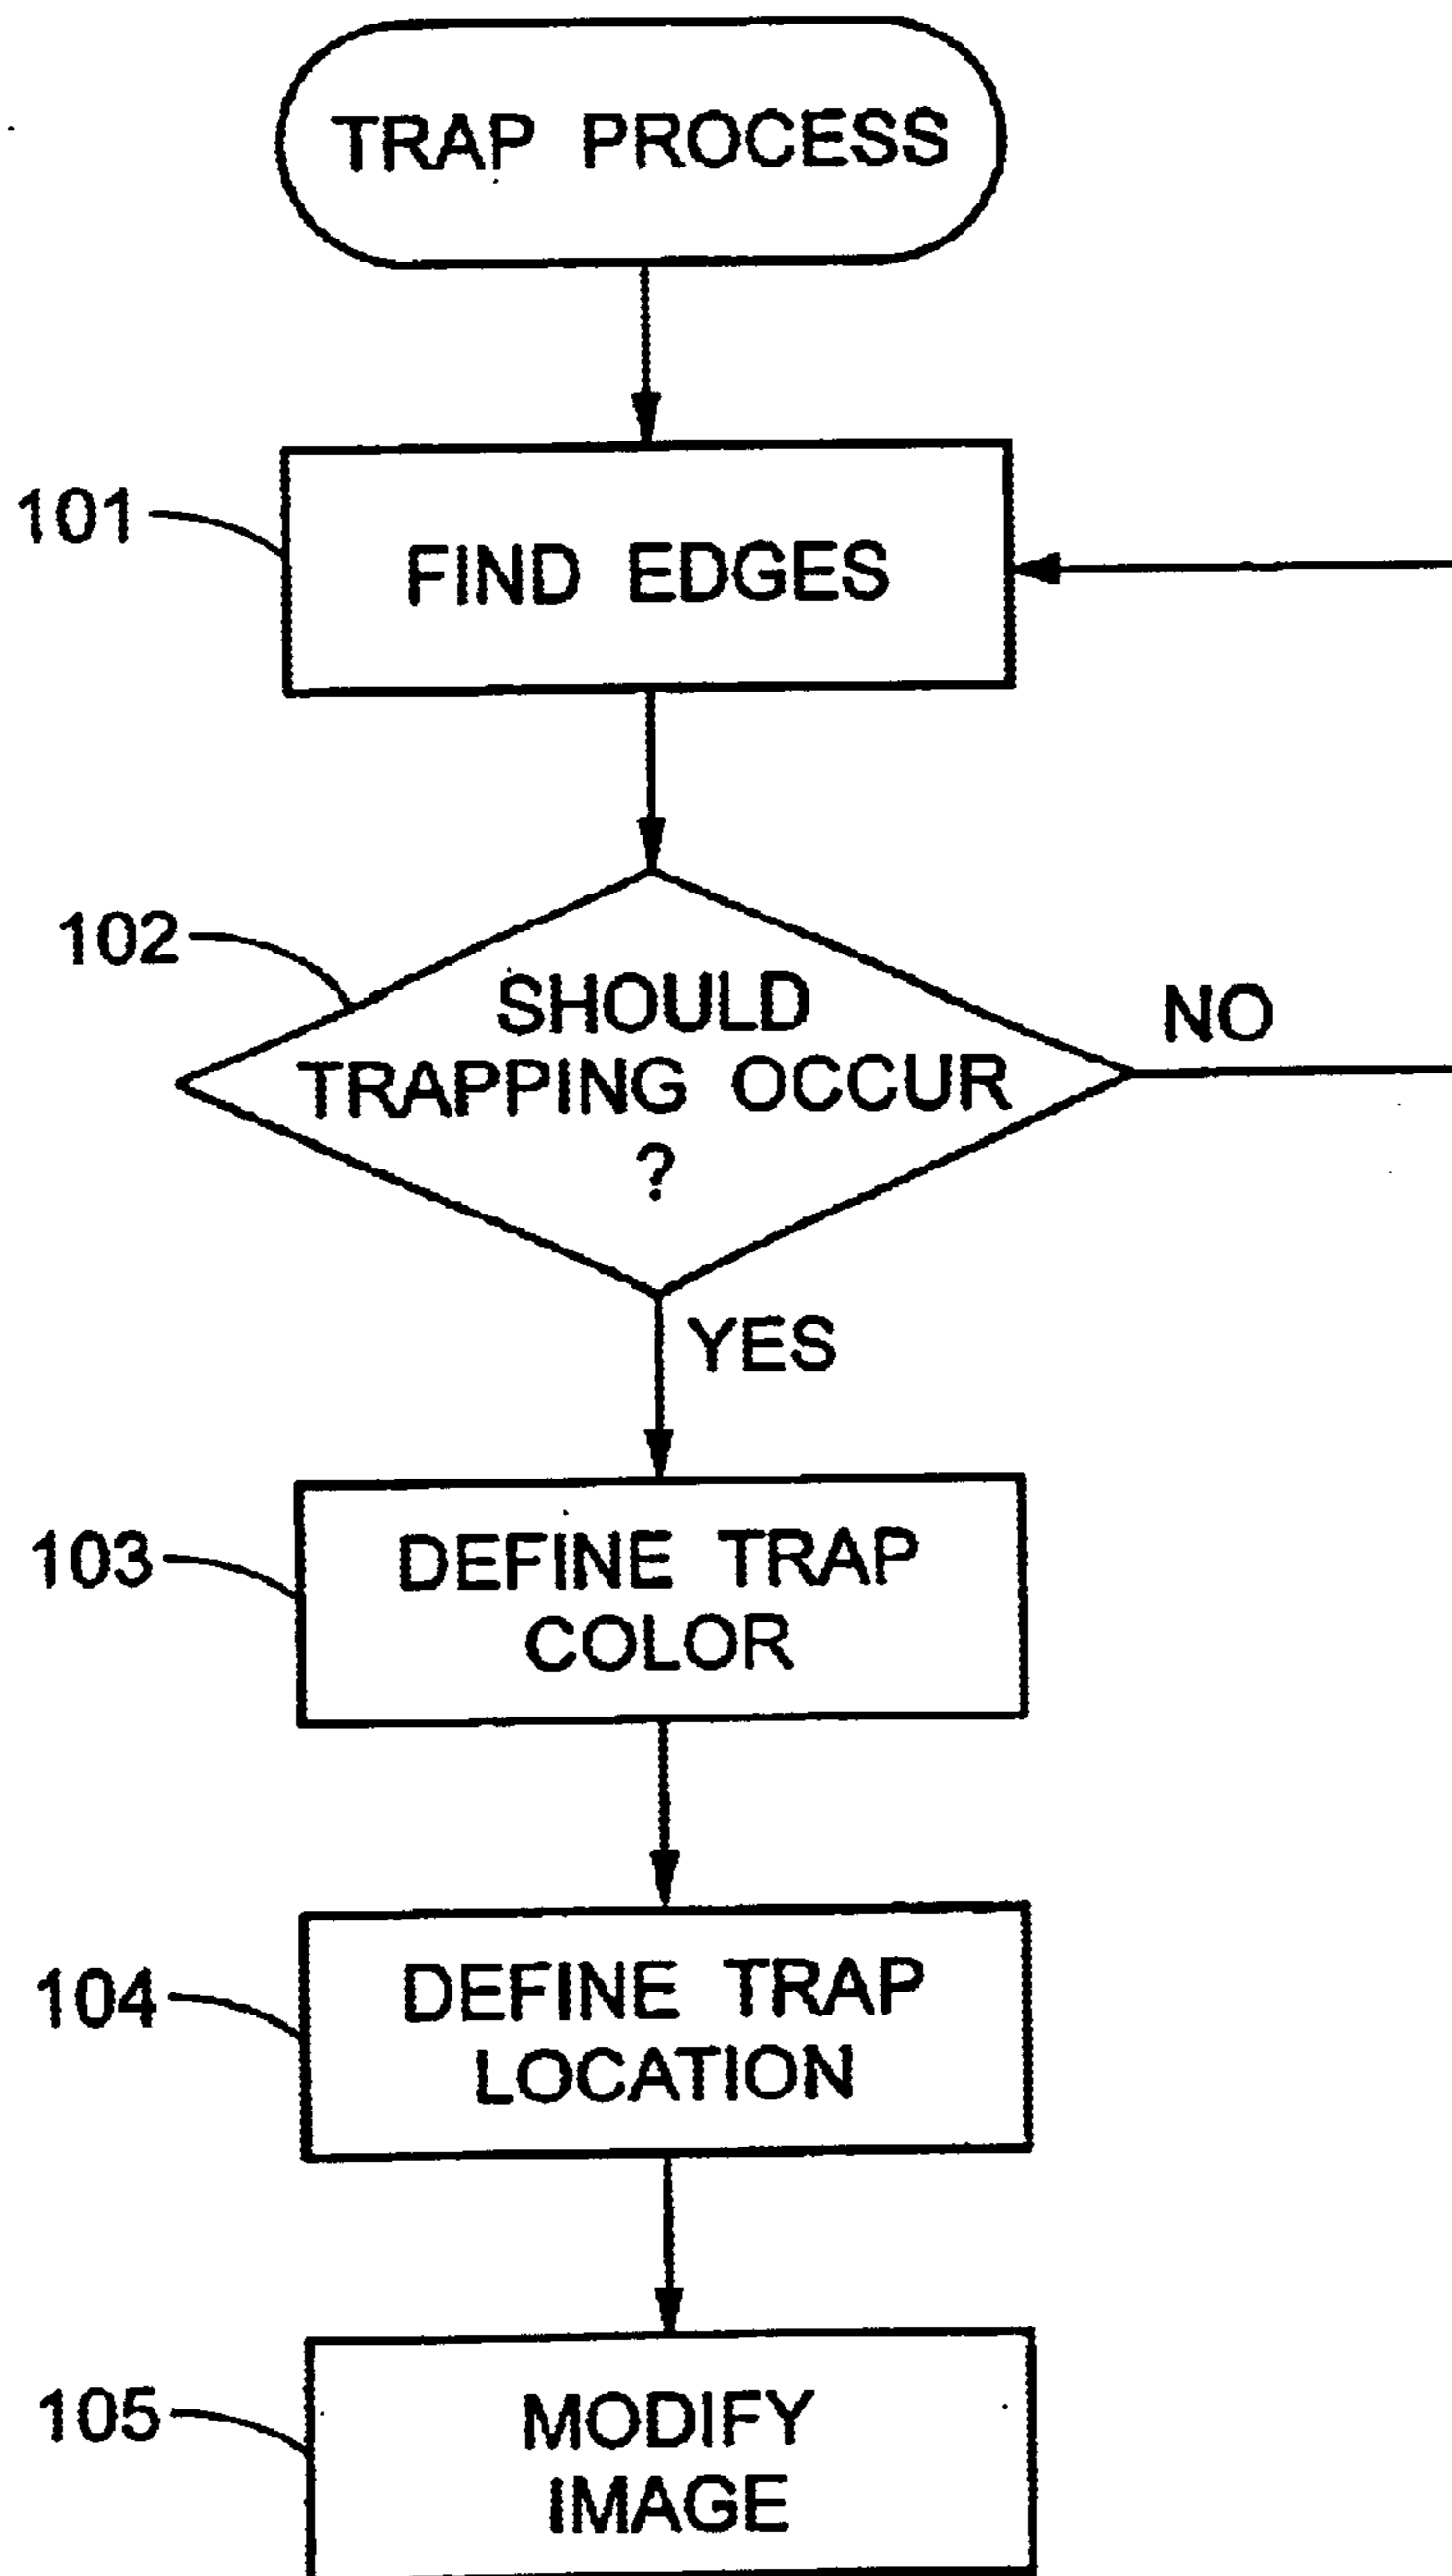 TRAP PROCESS
101
FIND EDGES
102
SHOULD
TRAPPING OCCUR
?
NO
YES
103
DEFINE TRAP
COLOR
104
DEFINE TRAP
LOCATION
105
MODIFY
IMAGE